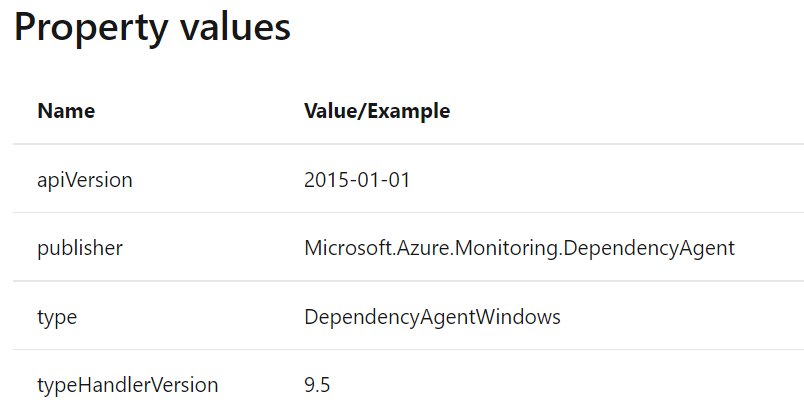 Property values
Name Value/Example
apiVersion 2015-01-01
publisher Microsoft.Azure.Monitoring.DependencyAgent
type DependencyAgentWindows
typeHandlerVersion 9.5